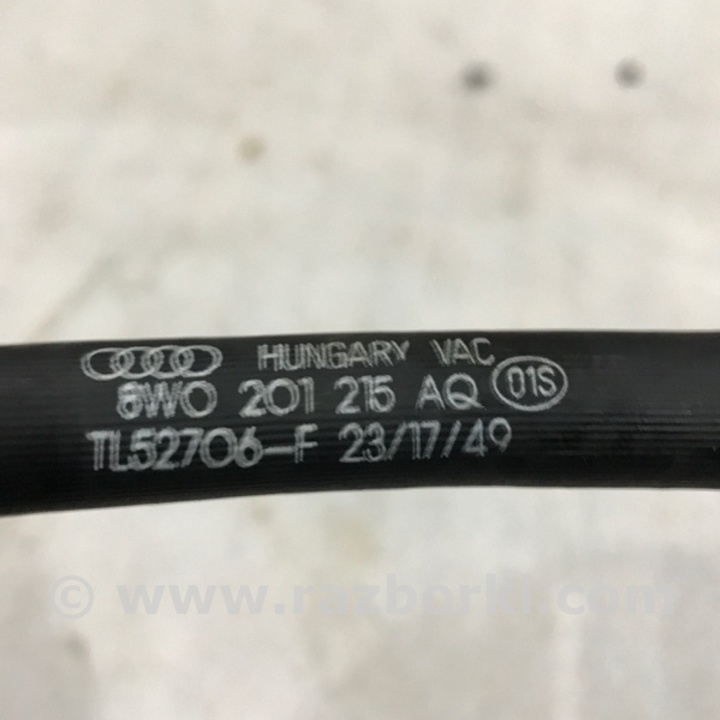 HUNGARY VAC
8W0 201 215 AQ 01S
TL52706-F 23/17/49
© www.razborki.com